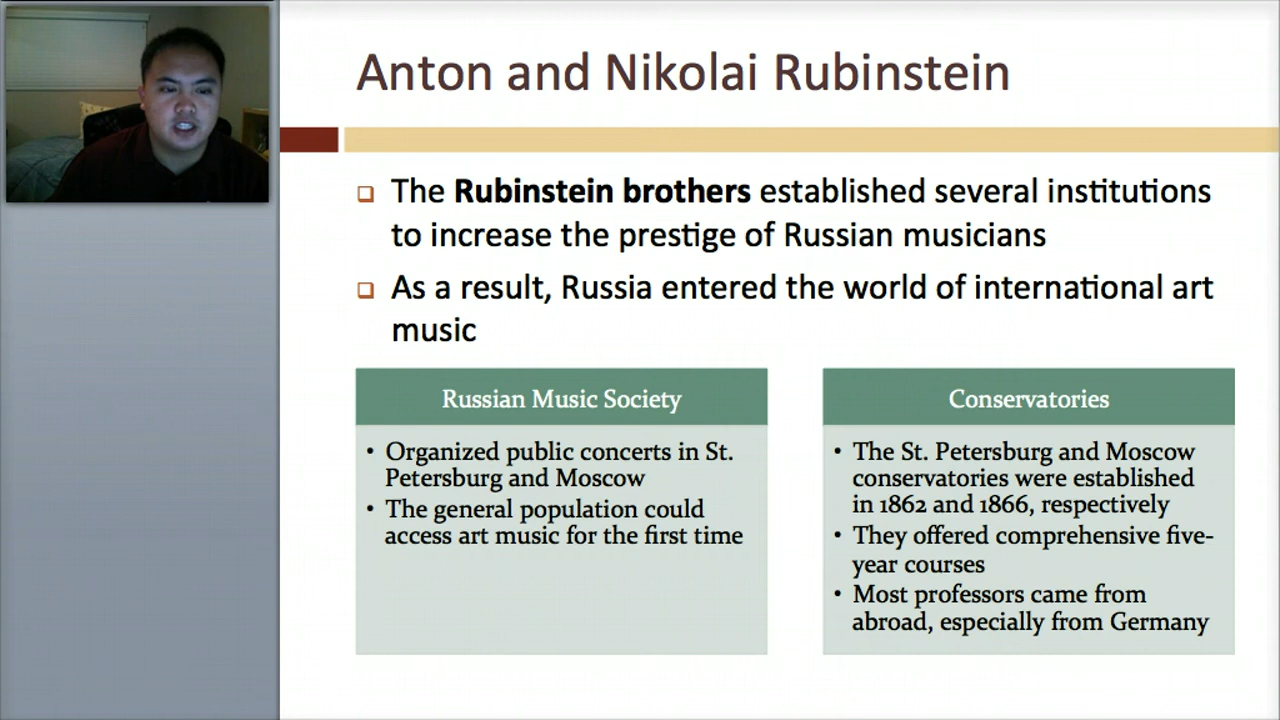 Anton and Nikolai Rubinstein
The Rubinstein brothers established several institutions
to increase the prestige of Russian musicians
As a result, Russia entered the world of international art
music
Russian Music Society
• Organized public concerts in St.
Petersburg and Moscow
• The general population could
access art music for the first time
Conservatories
• The St. Petersburg and Moscow
conservatories were established
in 1862 and 1866, respectively
• They offered comprehensive five-
year courses
• Most professors came from
abroad, especially from Germany